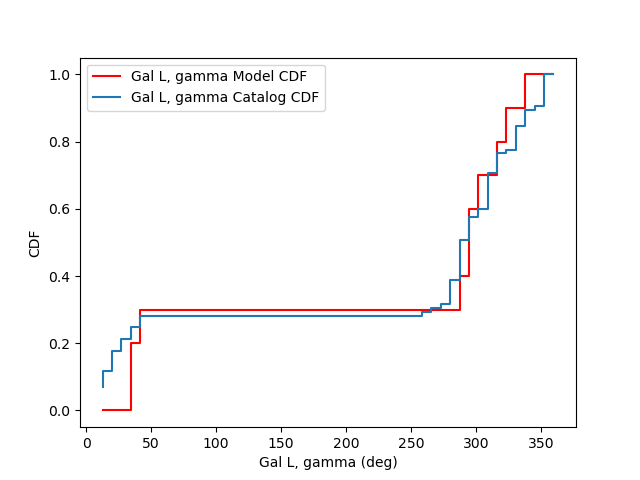 Gal L, gamma Model CDF
Gal L, gamma Catalog CDF
CDF
1.0
0.8
0.6
0.4
0.2
0.0
0 50 100 150 200 250 300 350
Gal L, gamma (deg)